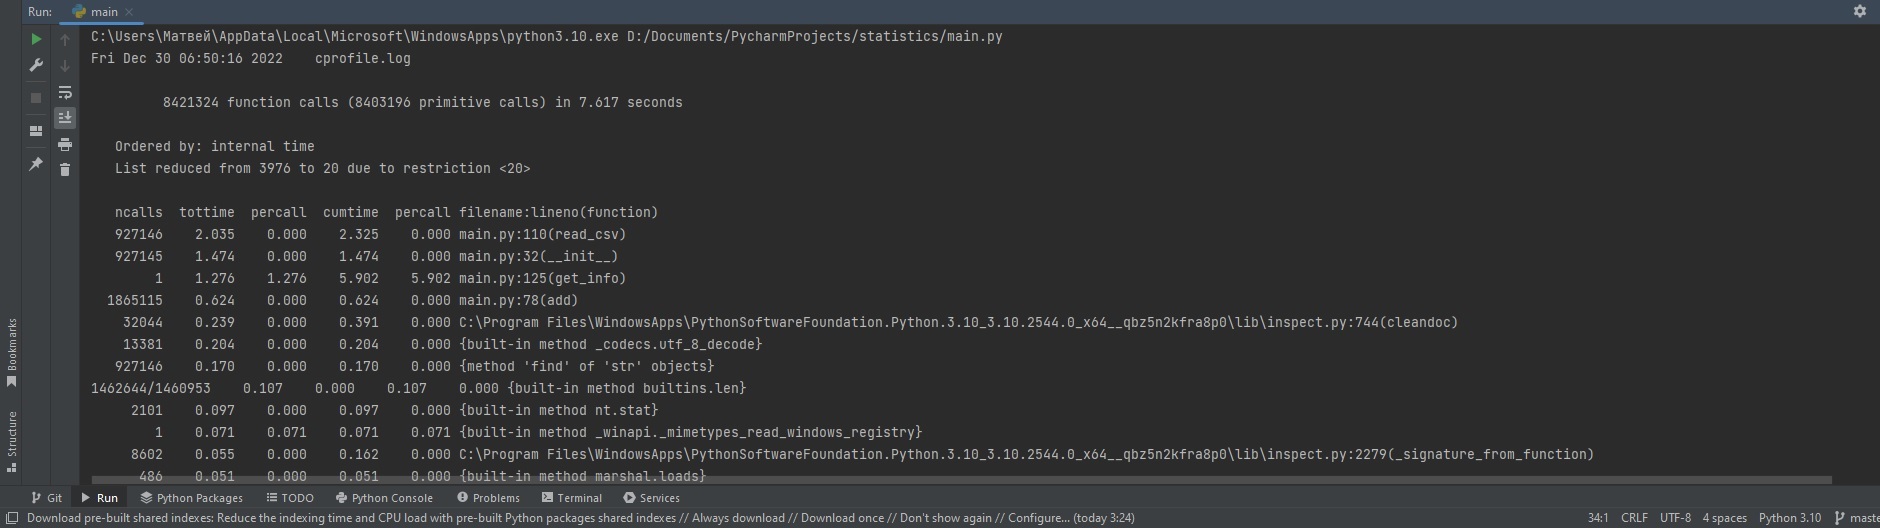 Run: main
C:\Users\Матвей\AppData\Local\Microsoft\WindowsApps\python3.10.exe D:/Documents/PycharmProjects/statistics/main.py
Fri Dec 30 06:50:16 2022    cprofile.log
8421324 function calls (8403196 primitive calls) in 7.617 seconds
Ordered by: internal time
List reduced from 3976 to 20 due to restriction <20>
ncalls  tottime  percall  cumtime  percall filename:lineno(function)
927146    2.035    0.000    2.325    0.000 main.py:110(read_csv)
927145    1.474    0.000    1.474    0.000 main.py:32(__init__)
1    1.276    1.276    5.902    5.902 main.py:125(get_info)
1865115    0.624    0.000    0.624    0.000 main.py:78(add)
32044    0.239    0.000    0.391    0.000 C:\Program Files\WindowsApps\PythonSoftwareFoundation.Python.3.10_3.10.2544.0_x64__qbz5n2kfra8p0\lib\inspect.py:744(cleandoc)
13381    0.204    0.000    0.204    0.000 {built-in method _codecs.utf_8_decode}
927146    0.170    0.000    0.170    0.000 {method 'find' of 'str' objects}
1462644/1460953    0.107    0.000    0.107    0.000 {built-in method builtins.len}
2101    0.097    0.000    0.097    0.000 {built-in method nt.stat}
1    0.071    0.071    0.071    0.071 {built-in method _winapi._mimetypes_read_windows_registry}
8602    0.055    0.000    0.162    0.000 C:\Program Files\WindowsApps\PythonSoftwareFoundation.Python.3.10_3.10.2544.0_x64__qbz5n2kfra8p0\lib\inspect.py:2279(_signature_from_function)
486    0.051    0.000    0.051    0.000 {built-in method marshal.loads}
Bookmarks
Structure
Git Run Python Packages TODO Python Console Problems Terminal Services
Download pre-built shared indexes: Reduce the indexing time and CPU load with pre-built Python packages shared indexes // Always download // Download once // Don't show again // Configure... (today 3:24) 34:1 CRLF UTF-8 4 spaces Python 3.10 maste